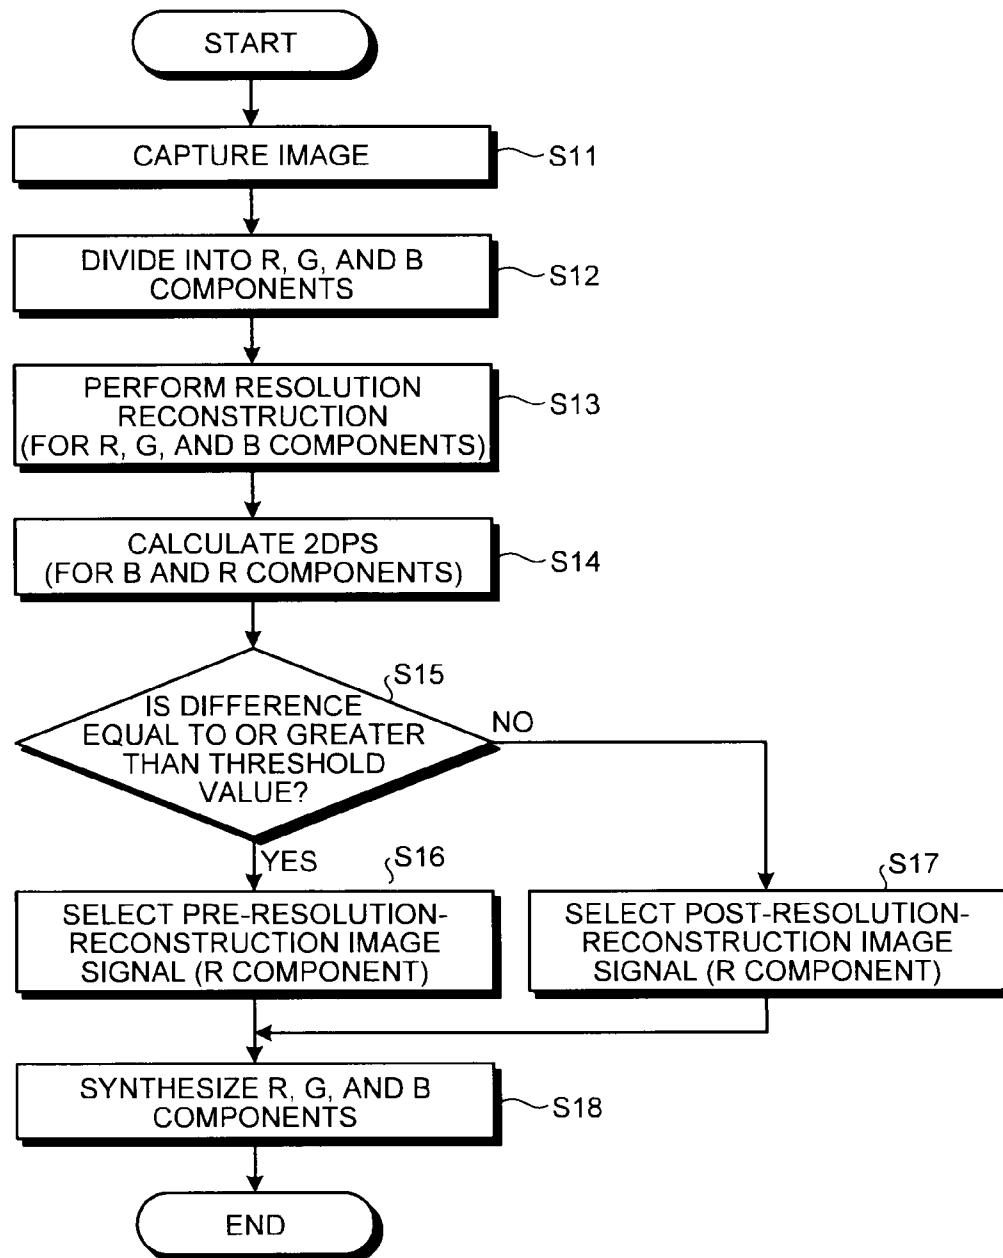 START
CAPTURE IMAGE
S11
DIVIDE INTO R, G, AND B
COMPONENTS
S12
PERFORM RESOLUTION
RECONSTRUCTION
(FOR R, G, AND B COMPONENTS)
S13
CALCULATE 2DPS
(FOR B AND R COMPONENTS)
S14
S15
IS DIFFERENCE
EQUAL TO OR GREATER
THAN THRESHOLD
VALUE?
NO
YES
S16
SELECT PRE-RESOLUTION-
RECONSTRUCTION IMAGE
SIGNAL (R COMPONENT)
S17
SELECT POST-RESOLUTION-
RECONSTRUCTION IMAGE
SIGNAL (R COMPONENT)
SYNTHESIZE R, G, AND B
COMPONENTS
S18
END